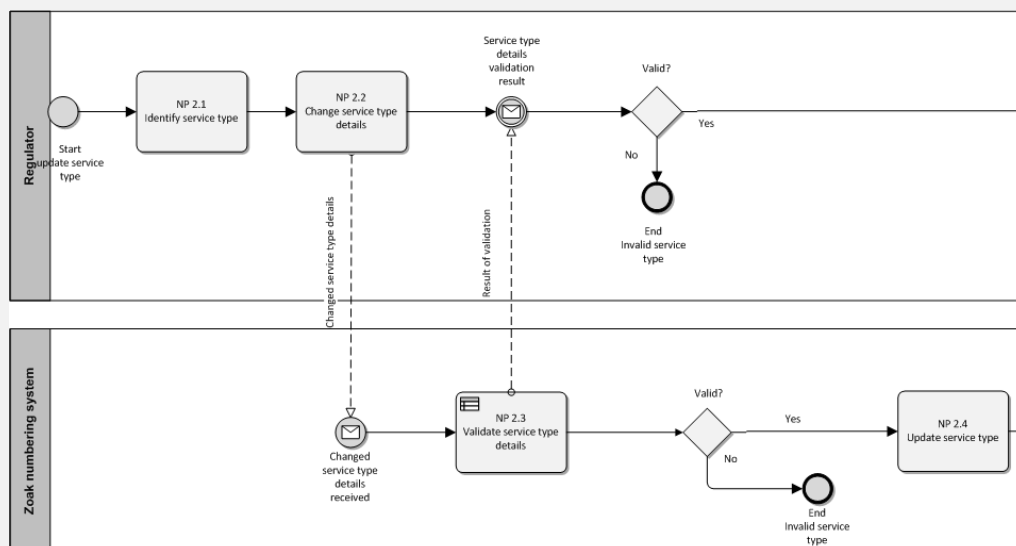 Regulator
Start
update service
type
NP 2.1
Identify service type
NP 2.2
Change service type
details
Service type
details
validation
result
Valid?
Yes
No
End
Invalid service
type
Changed service type details
Result of validation
Zoak numbering system
Changed
service type
details
received
NP 2.3
Validate service type
details
Valid?
Yes
No
End
Invalid service
type
NP 2.4
Update service type